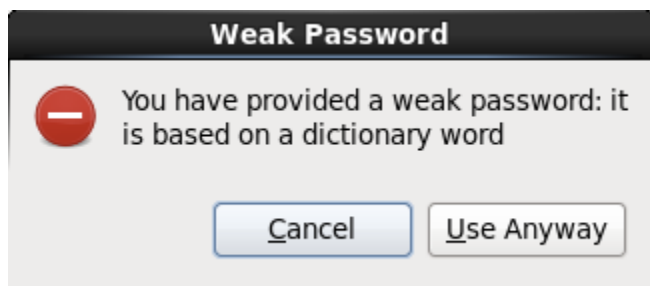 Weak Password
You have provided a weak password: it
is based on a dictionary word
Cancel
Use Anyway